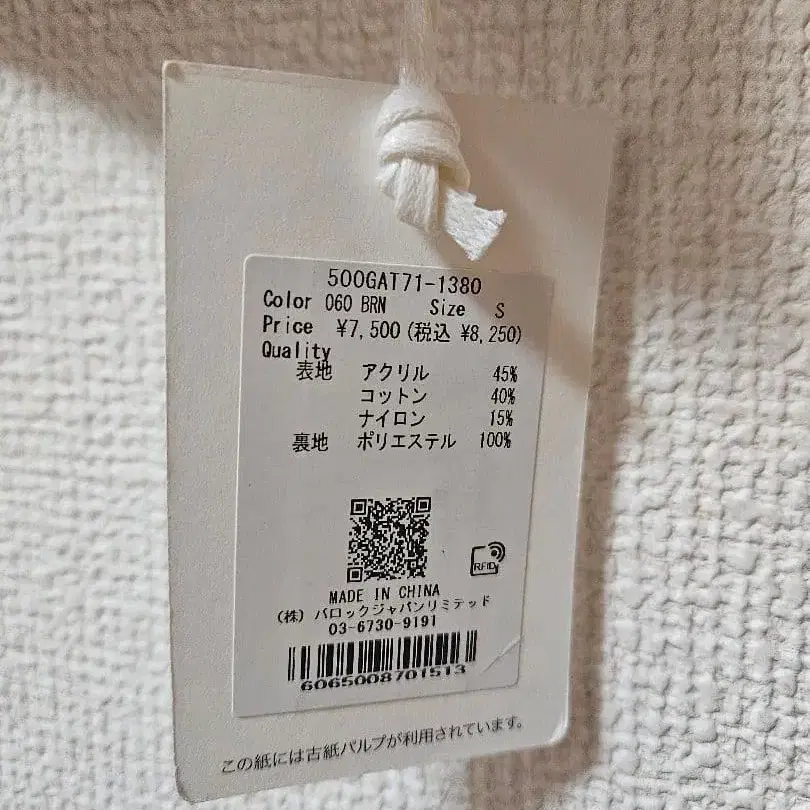 500GAT71-1380
Color 060 BRN Size S
Price ¥7,500(税込 ¥8,250)
Quality
表地 アクリル 45%
コットン 40%
ナイロン 15%
裏地 ポリエステル 100%
RFID
MADE IN CHINA
(株) バロックジャパンリミテッド
03-6730-9191
6065008701513
この紙には古紙パルプが利用されています。